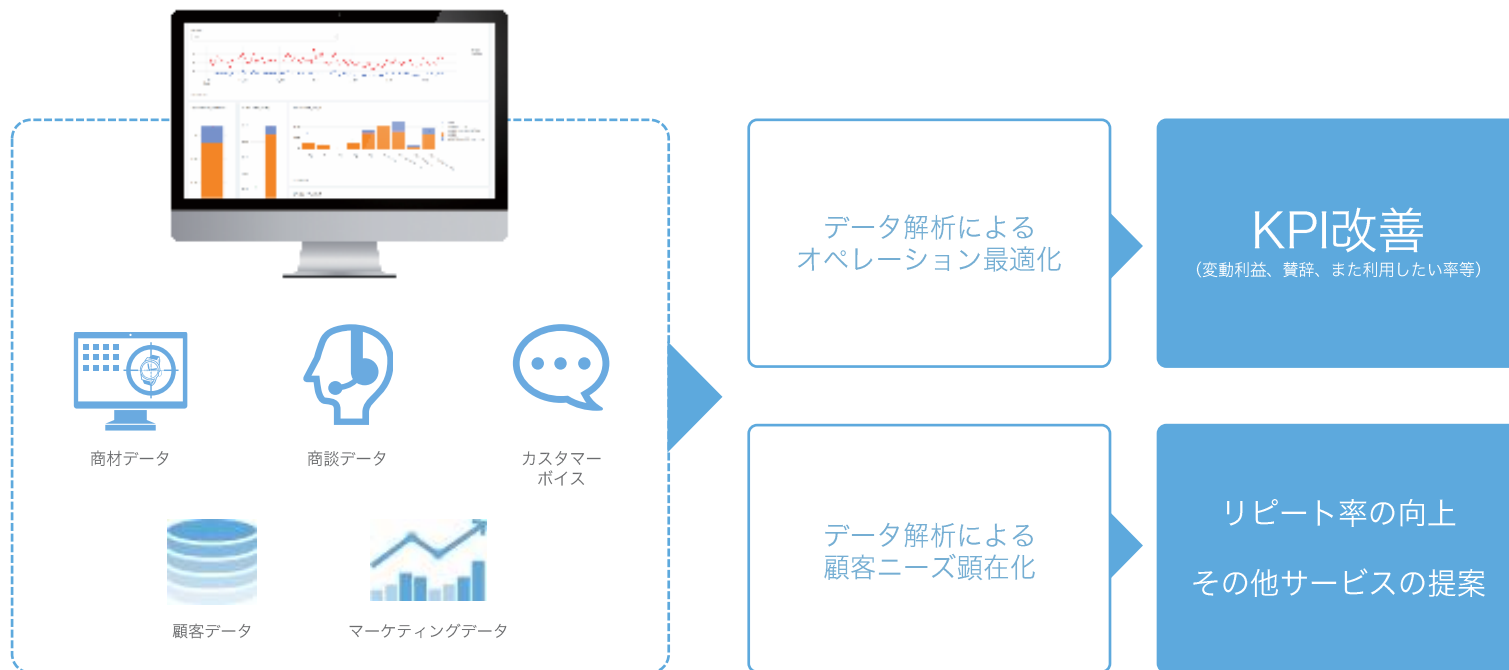 商材データ
商談データ
カスタマー
ボイス
顧客データ
マーケティングデータ
データ解析による
オペレーション最適化
KPI改善
（変動利益、賛辞、また利用したい率等）
データ解析による
顧客ニーズ顕在化
リピート率の向上
その他サービスの提案